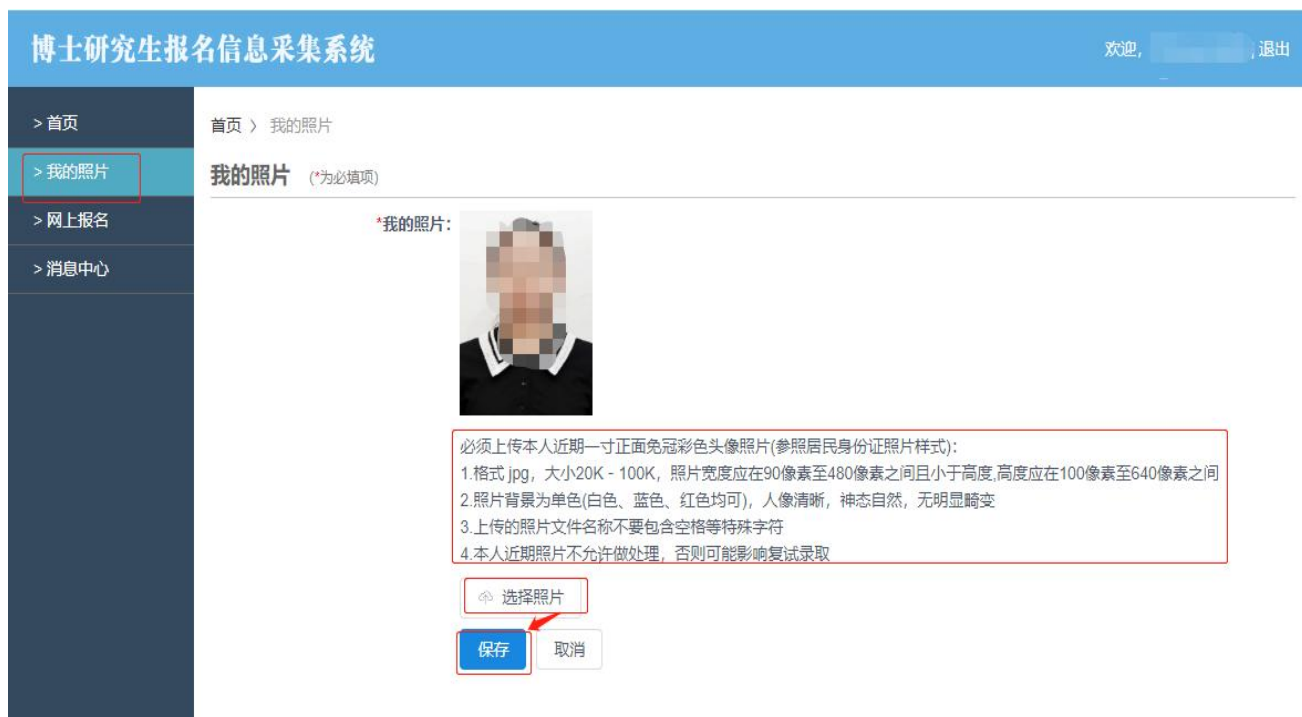 博士研究生报名信息采集系统
欢迎, , 退出
> 首页
> 我的照片
> 网上报名
> 消息中心
首页 〉 我的照片
我的照片 (*为必填项)
*我的照片:
必须上传本人近期一寸正面免冠彩色头像照片(参照居民身份证照片样式):
1.格式 jpg，大小20K - 100K，照片宽度应在90像素至480像素之间且小于高度,高度应在100像素至640像素之间
2.照片背景为单色(白色、蓝色、红色均可)，人像清晰，神态自然，无明显畸变
3.上传的照片文件名称不要包含空格等特殊字符
4.本人近期照片不允许做处理，否则可能影响复试录取
选择照片
保存 取消